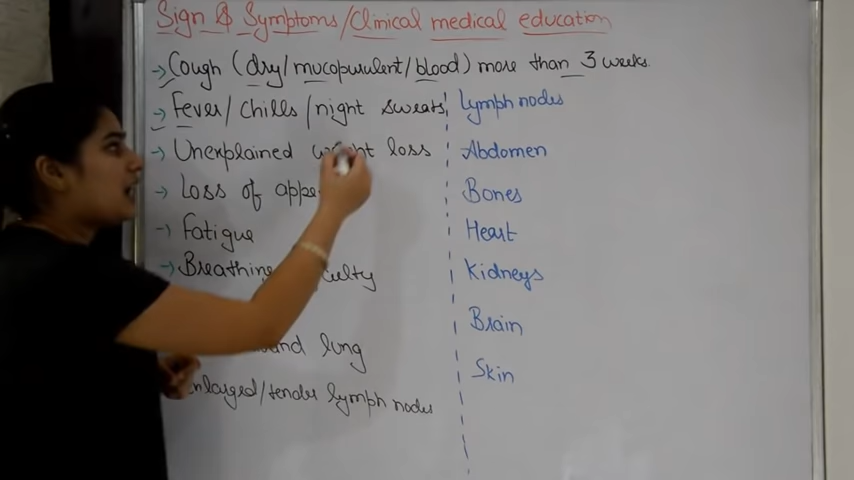 Sign & Symptoms/Clinical medical education
→ Cough (dry/mucopurulent/blood) more than 3 weeks.
→ Fever/chills/night sweats
→ Unexplained loss
→ Loss of
→ Fatigue
→ Breathing
lung
enlarged/tender lymph nodes
Lymph nodes
Abdomen
Bones
Heart
Kidneys
Brain
Skin